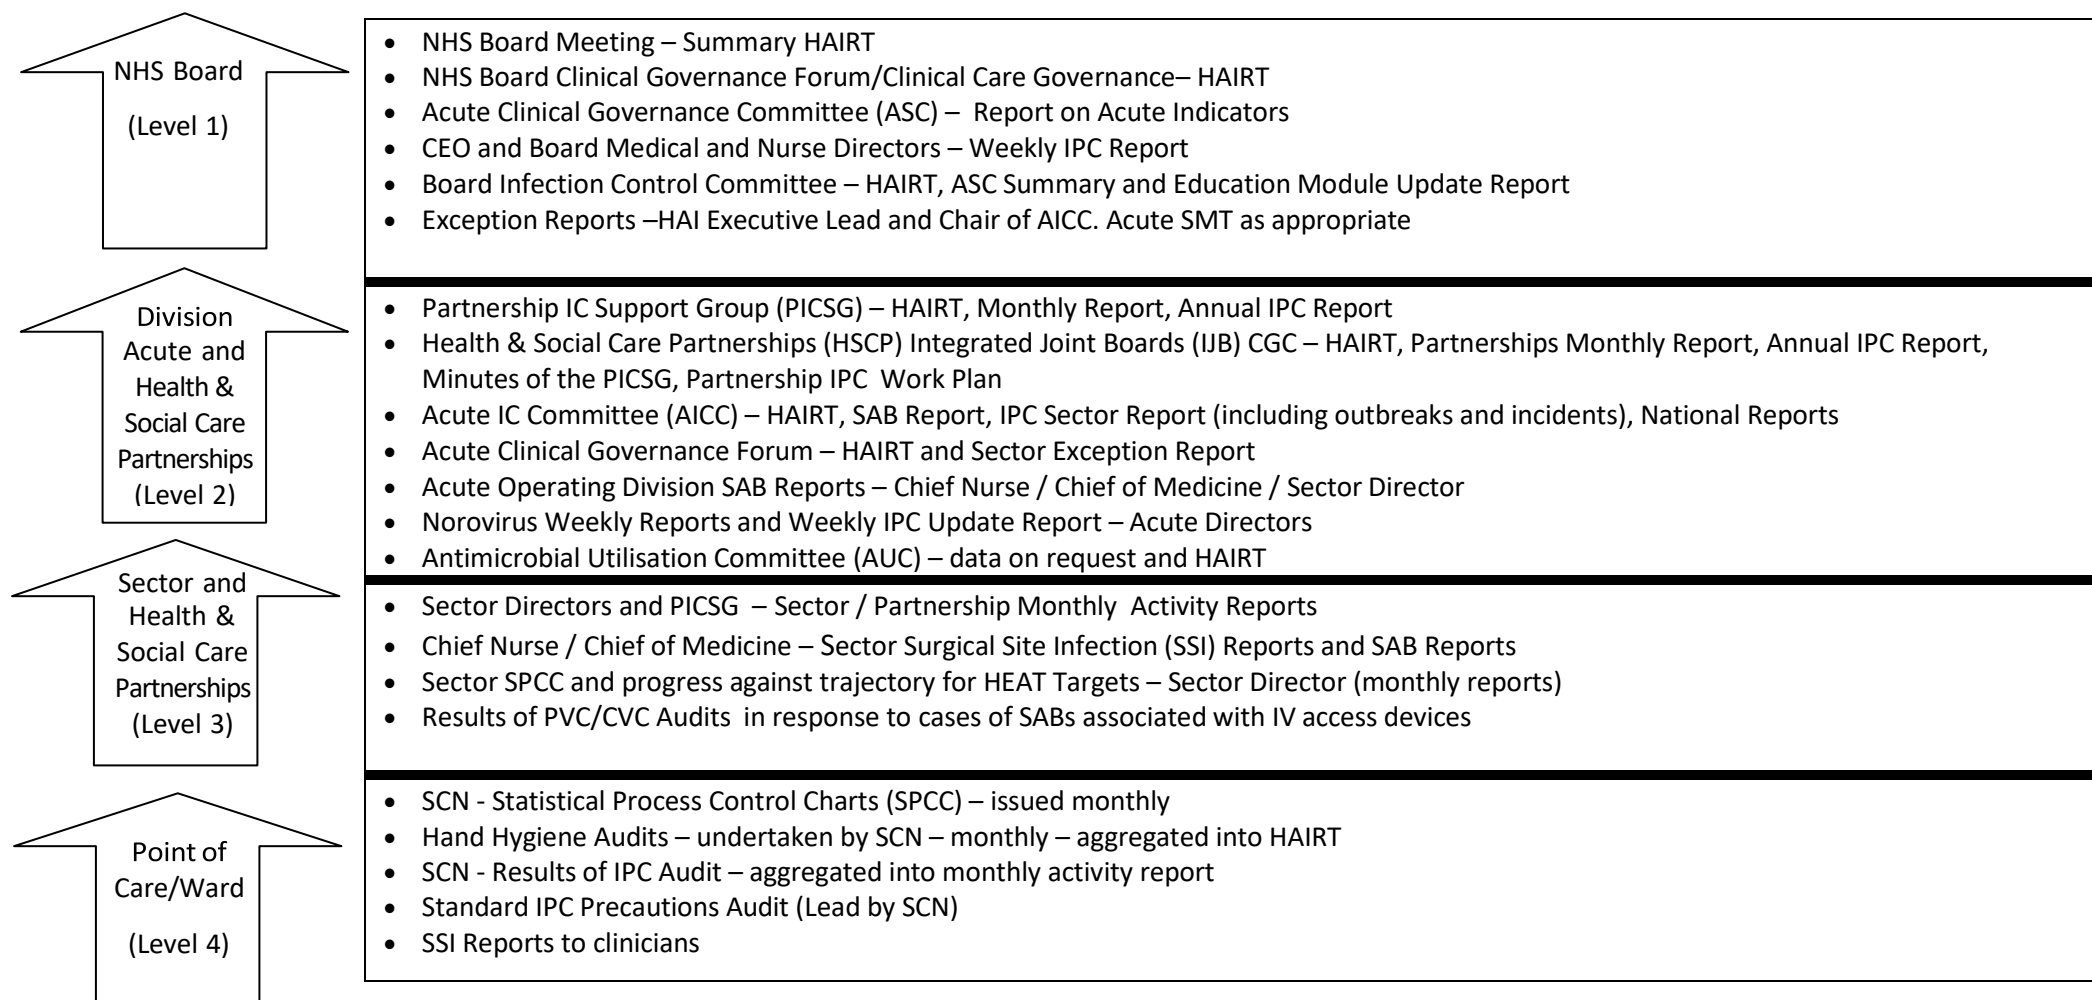 NHS Board
(Level 1)
• NHS Board Meeting – Summary HAIRT
• NHS Board Clinical Governance Forum/Clinical Care Governance– HAIRT
• Acute Clinical Governance Committee (ASC) – Report on Acute Indicators
• CEO and Board Medical and Nurse Directors – Weekly IPC Report
• Board Infection Control Committee – HAIRT, ASC Summary and Education Module Update Report
• Exception Reports –HAI Executive Lead and Chair of AICC. Acute SMT as appropriate
Division
Acute and
Health &
Social Care
Partnerships
(Level 2)
• Partnership IC Support Group (PICSG) – HAIRT, Monthly Report, Annual IPC Report
• Health & Social Care Partnerships (HSCP) Integrated Joint Boards (IJB) CGC – HAIRT, Partnerships Monthly Report, Annual IPC Report,
Minutes of the PICSG, Partnership IPC Work Plan
• Acute IC Committee (AICC) – HAIRT, SAB Report, IPC Sector Report (including outbreaks and incidents), National Reports
• Acute Clinical Governance Forum – HAIRT and Sector Exception Report
• Acute Operating Division SAB Reports – Chief Nurse / Chief of Medicine / Sector Director
• Norovirus Weekly Reports and Weekly IPC Update Report – Acute Directors
• Antimicrobial Utilisation Committee (AUC) – data on request and HAIRT
Sector and
Health &
Social Care
Partnerships
(Level 3)
• Sector Directors and PICSG – Sector / Partnership Monthly Activity Reports
• Chief Nurse / Chief of Medicine – Sector Surgical Site Infection (SSI) Reports and SAB Reports
• Sector SPCC and progress against trajectory for HEAT Targets – Sector Director (monthly reports)
• Results of PVC/CVC Audits in response to cases of SABs associated with IV access devices
Point of
Care/Ward
(Level 4)
• SCN - Statistical Process Control Charts (SPCC) – issued monthly
• Hand Hygiene Audits – undertaken by SCN – monthly – aggregated into HAIRT
• SCN - Results of IPC Audit – aggregated into monthly activity report
• Standard IPC Precautions Audit (Lead by SCN)
• SSI Reports to clinicians